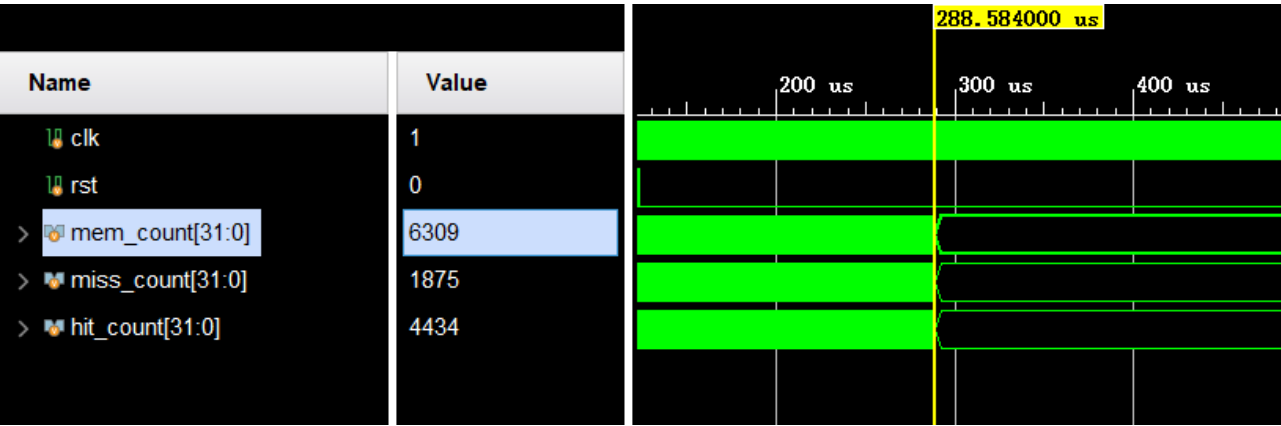 288.584000 us
Name Value
200 us 300 us 400 us
clk 1
rst 0
mem_count[31:0] 6309
miss_count[31:0] 1875
hit_count[31:0] 4434